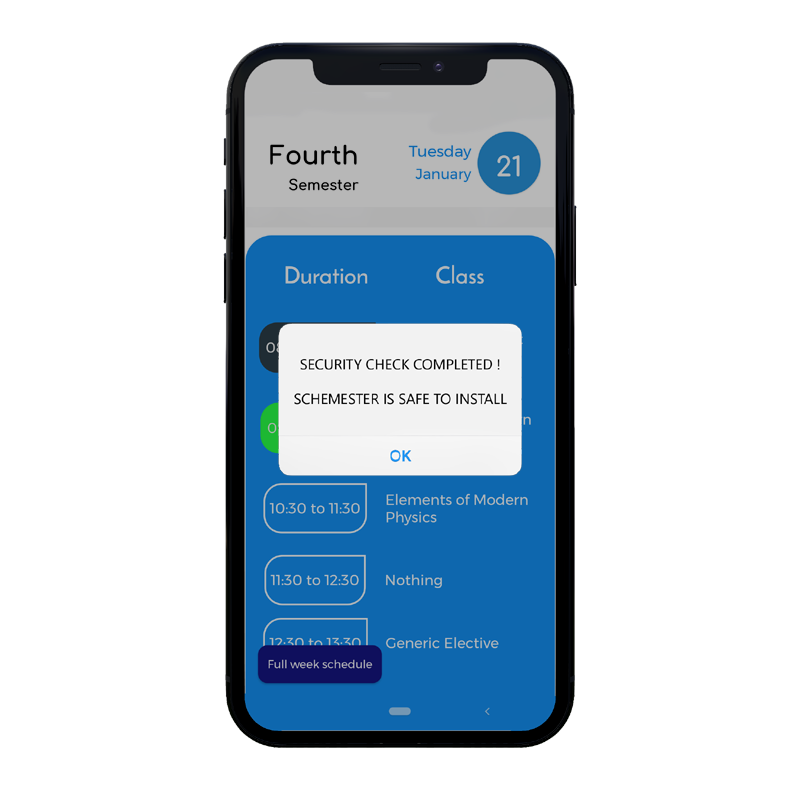 Fourth
Semester
Tuesday
January
21
Duration
Class
SECURITY CHECK COMPLETED !
SCHEMESTER IS SAFE TO INSTALL
OK
10:30 to 11:30
Elements of Modern
Physics
11:30 to 12:30
Nothing
12:30 to 13:30
Generic Elective
Full week schedule